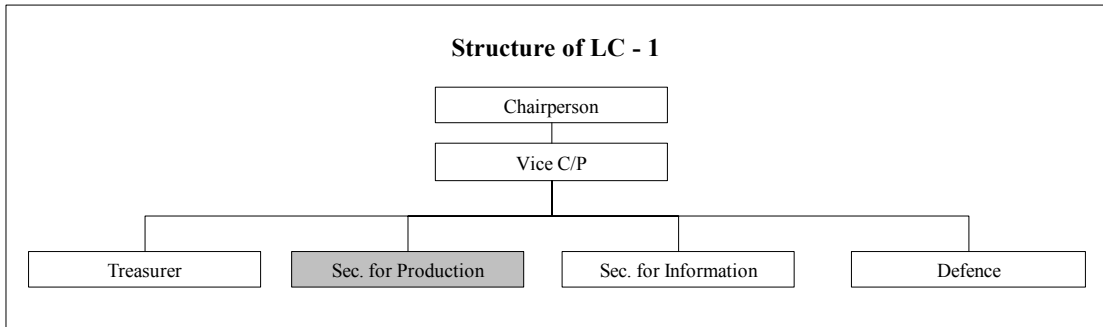 Structure of LC - 1
Chairperson
Vice C/P
Treasurer
Sec. for Production
Sec. for Information
Defence